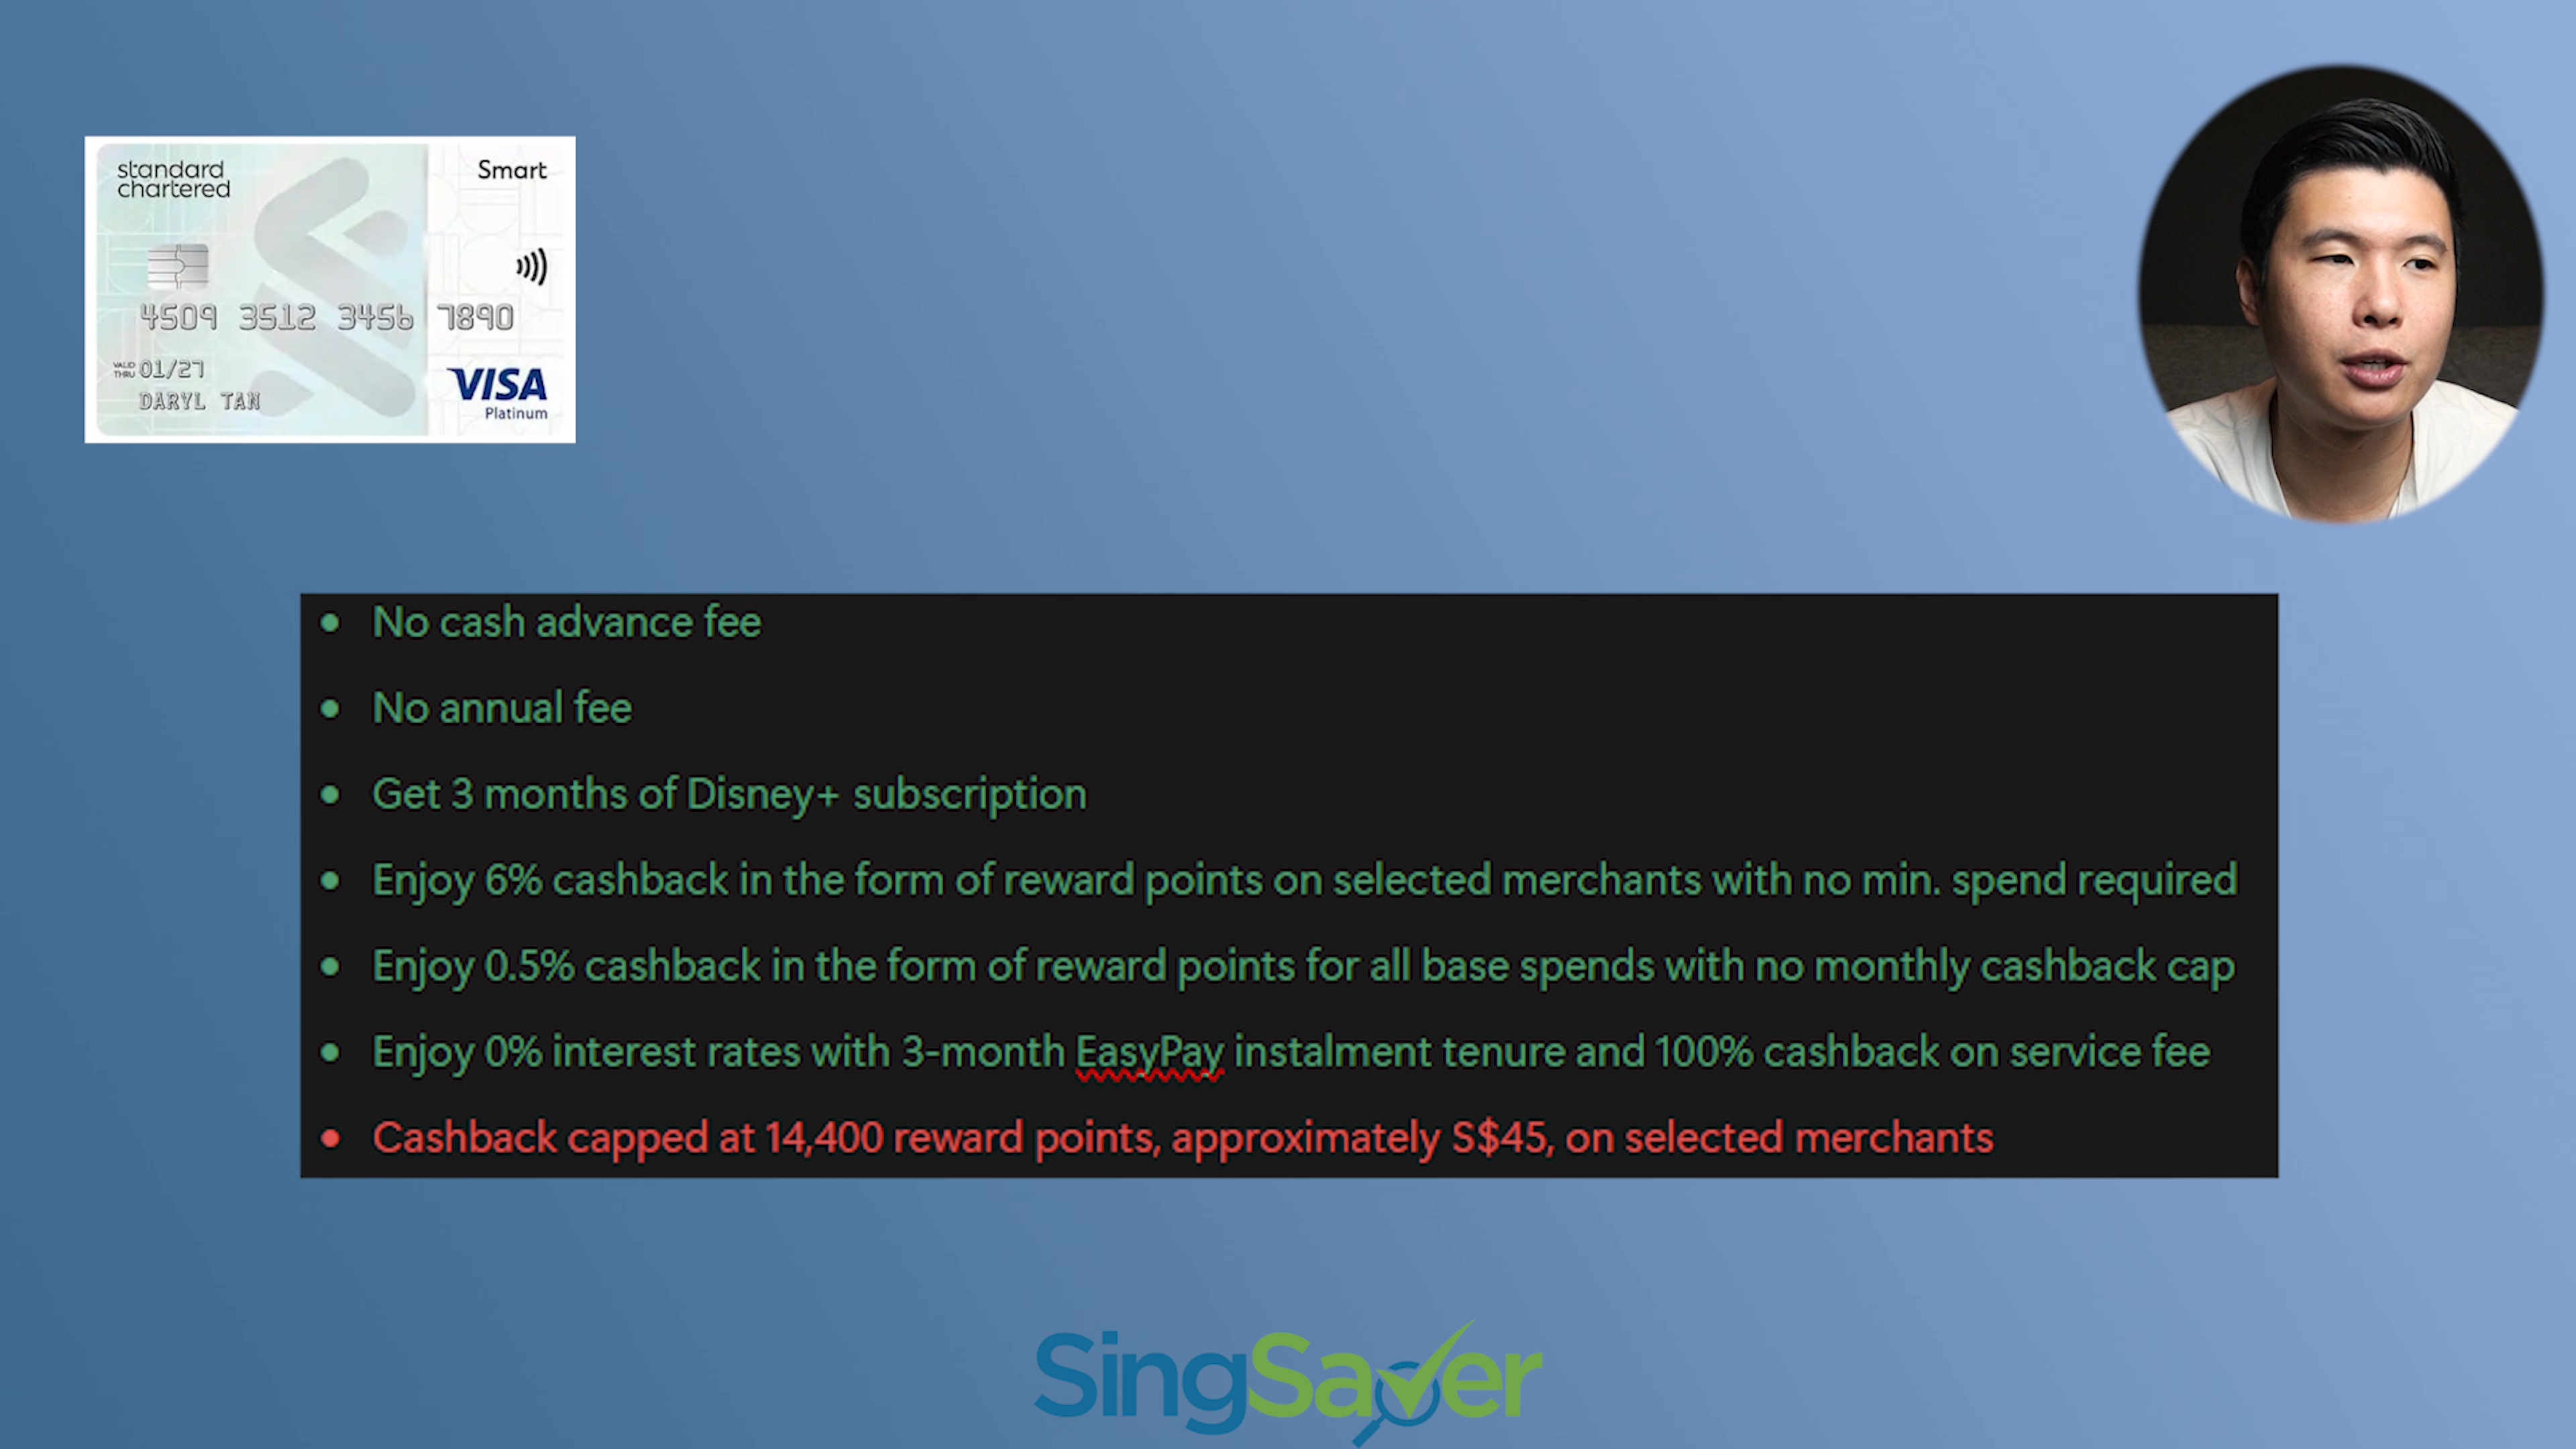 standard
chartered
Smart
4509 3512 3456 7890
VALID
THRU 01/27
DARYL TAN
VISA
Platinum
• No cash advance fee
• No annual fee
• Get 3 months of Disney+ subscription
• Enjoy 6% cashback in the form of reward points on selected merchants with no min. spend required
• Enjoy 0.5% cashback in the form of reward points for all base spends with no monthly cashback cap
• Enjoy 0% interest rates with 3-month EasyPay instalment tenure and 100% cashback on service fee
• Cashback capped at 14,400 reward points, approximately S$45, on selected merchants
SingSaver